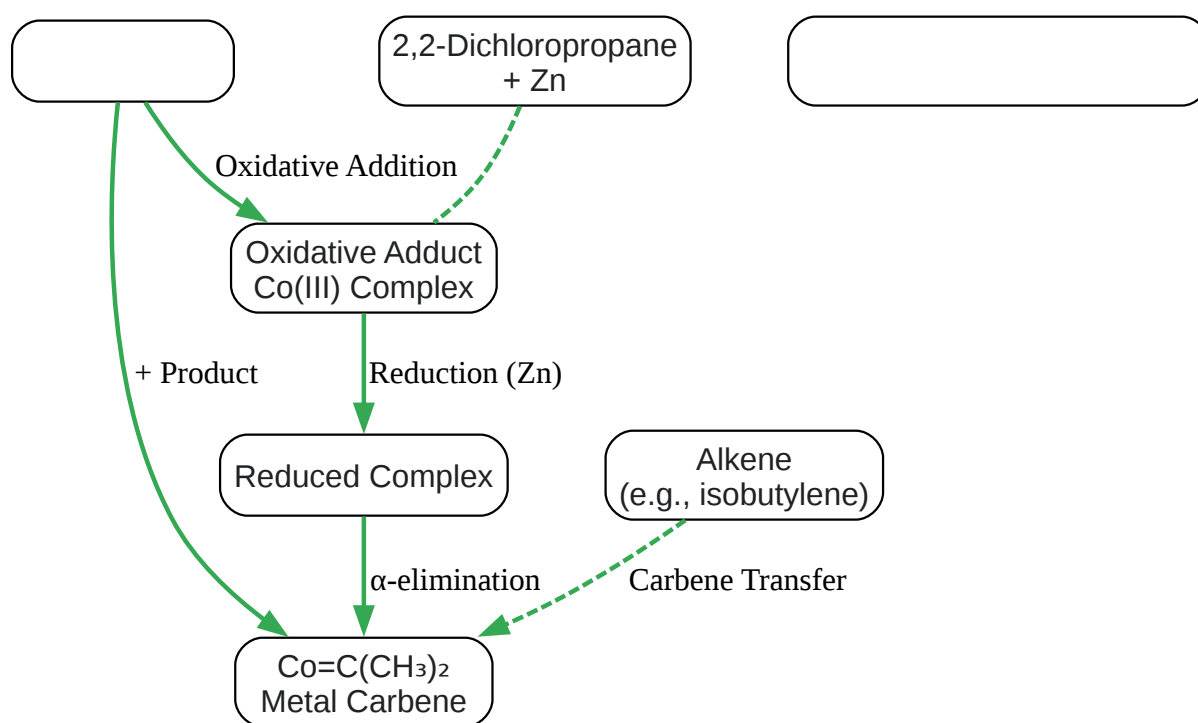 2,2-Dichloropropane
+ Zn
Oxidative Addition
Oxidative Adduct
Co(III) Complex
+ Product
Reduction (Zn)
Reduced Complex
Alkene
(e.g., isobutylene)
α-elimination
Carbene Transfer
Co=C(CH₃)₂
Metal Carbene